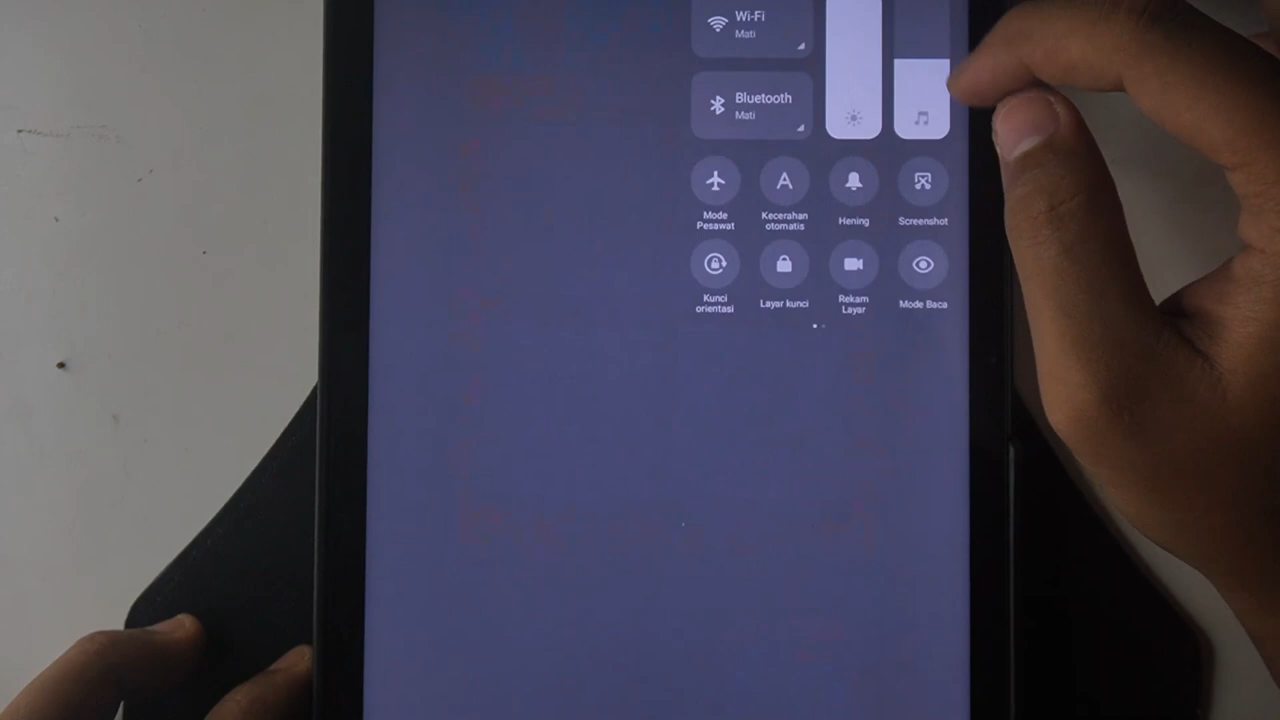 Wi-Fi
Mati
Bluetooth
Mati
Mode
Pesawat
Kecerahan
otomatis
Hening
Screenshot
Kunci
orientasi
Layar kunci
Rekam
Layar
Mode Baca